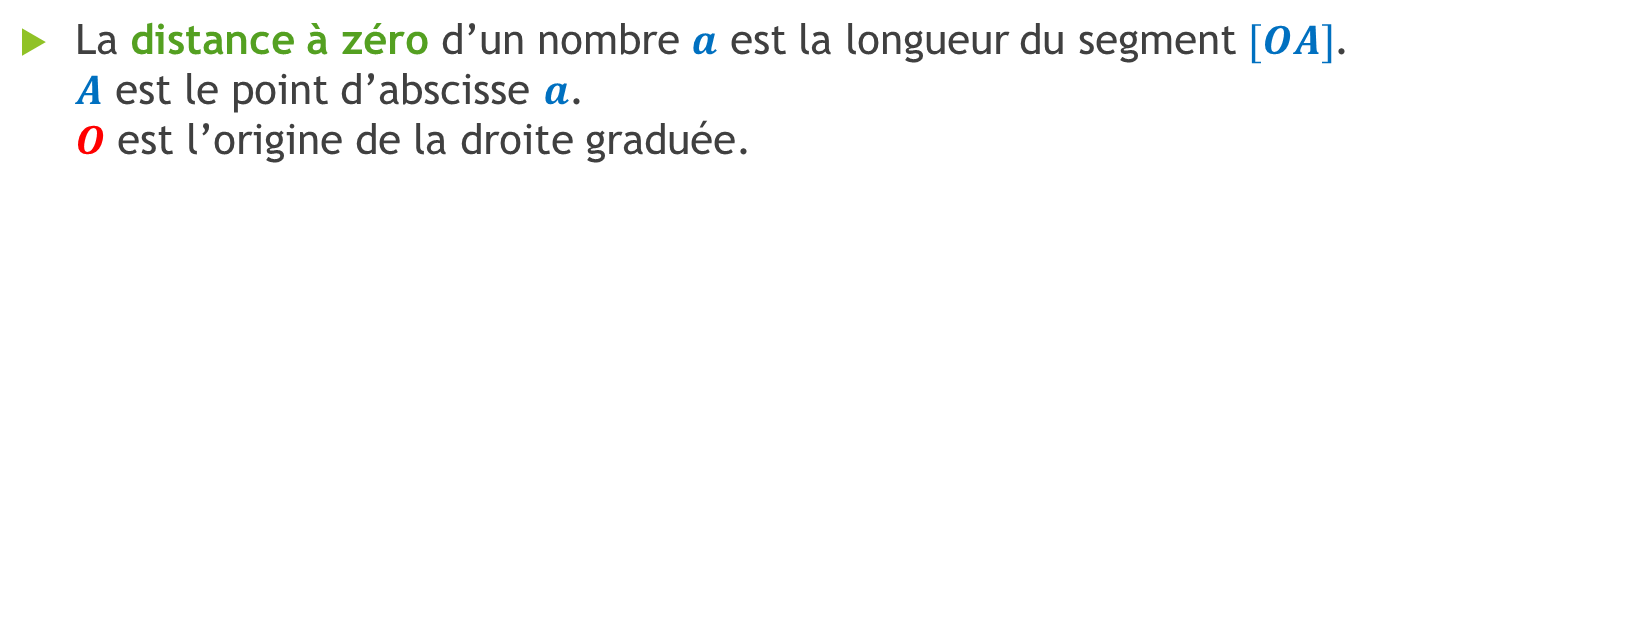 La distance à zéro d’un nombre a est la longueur du segment [OA].
A est le point d’abscisse a.
O est l’origine de la droite graduée.